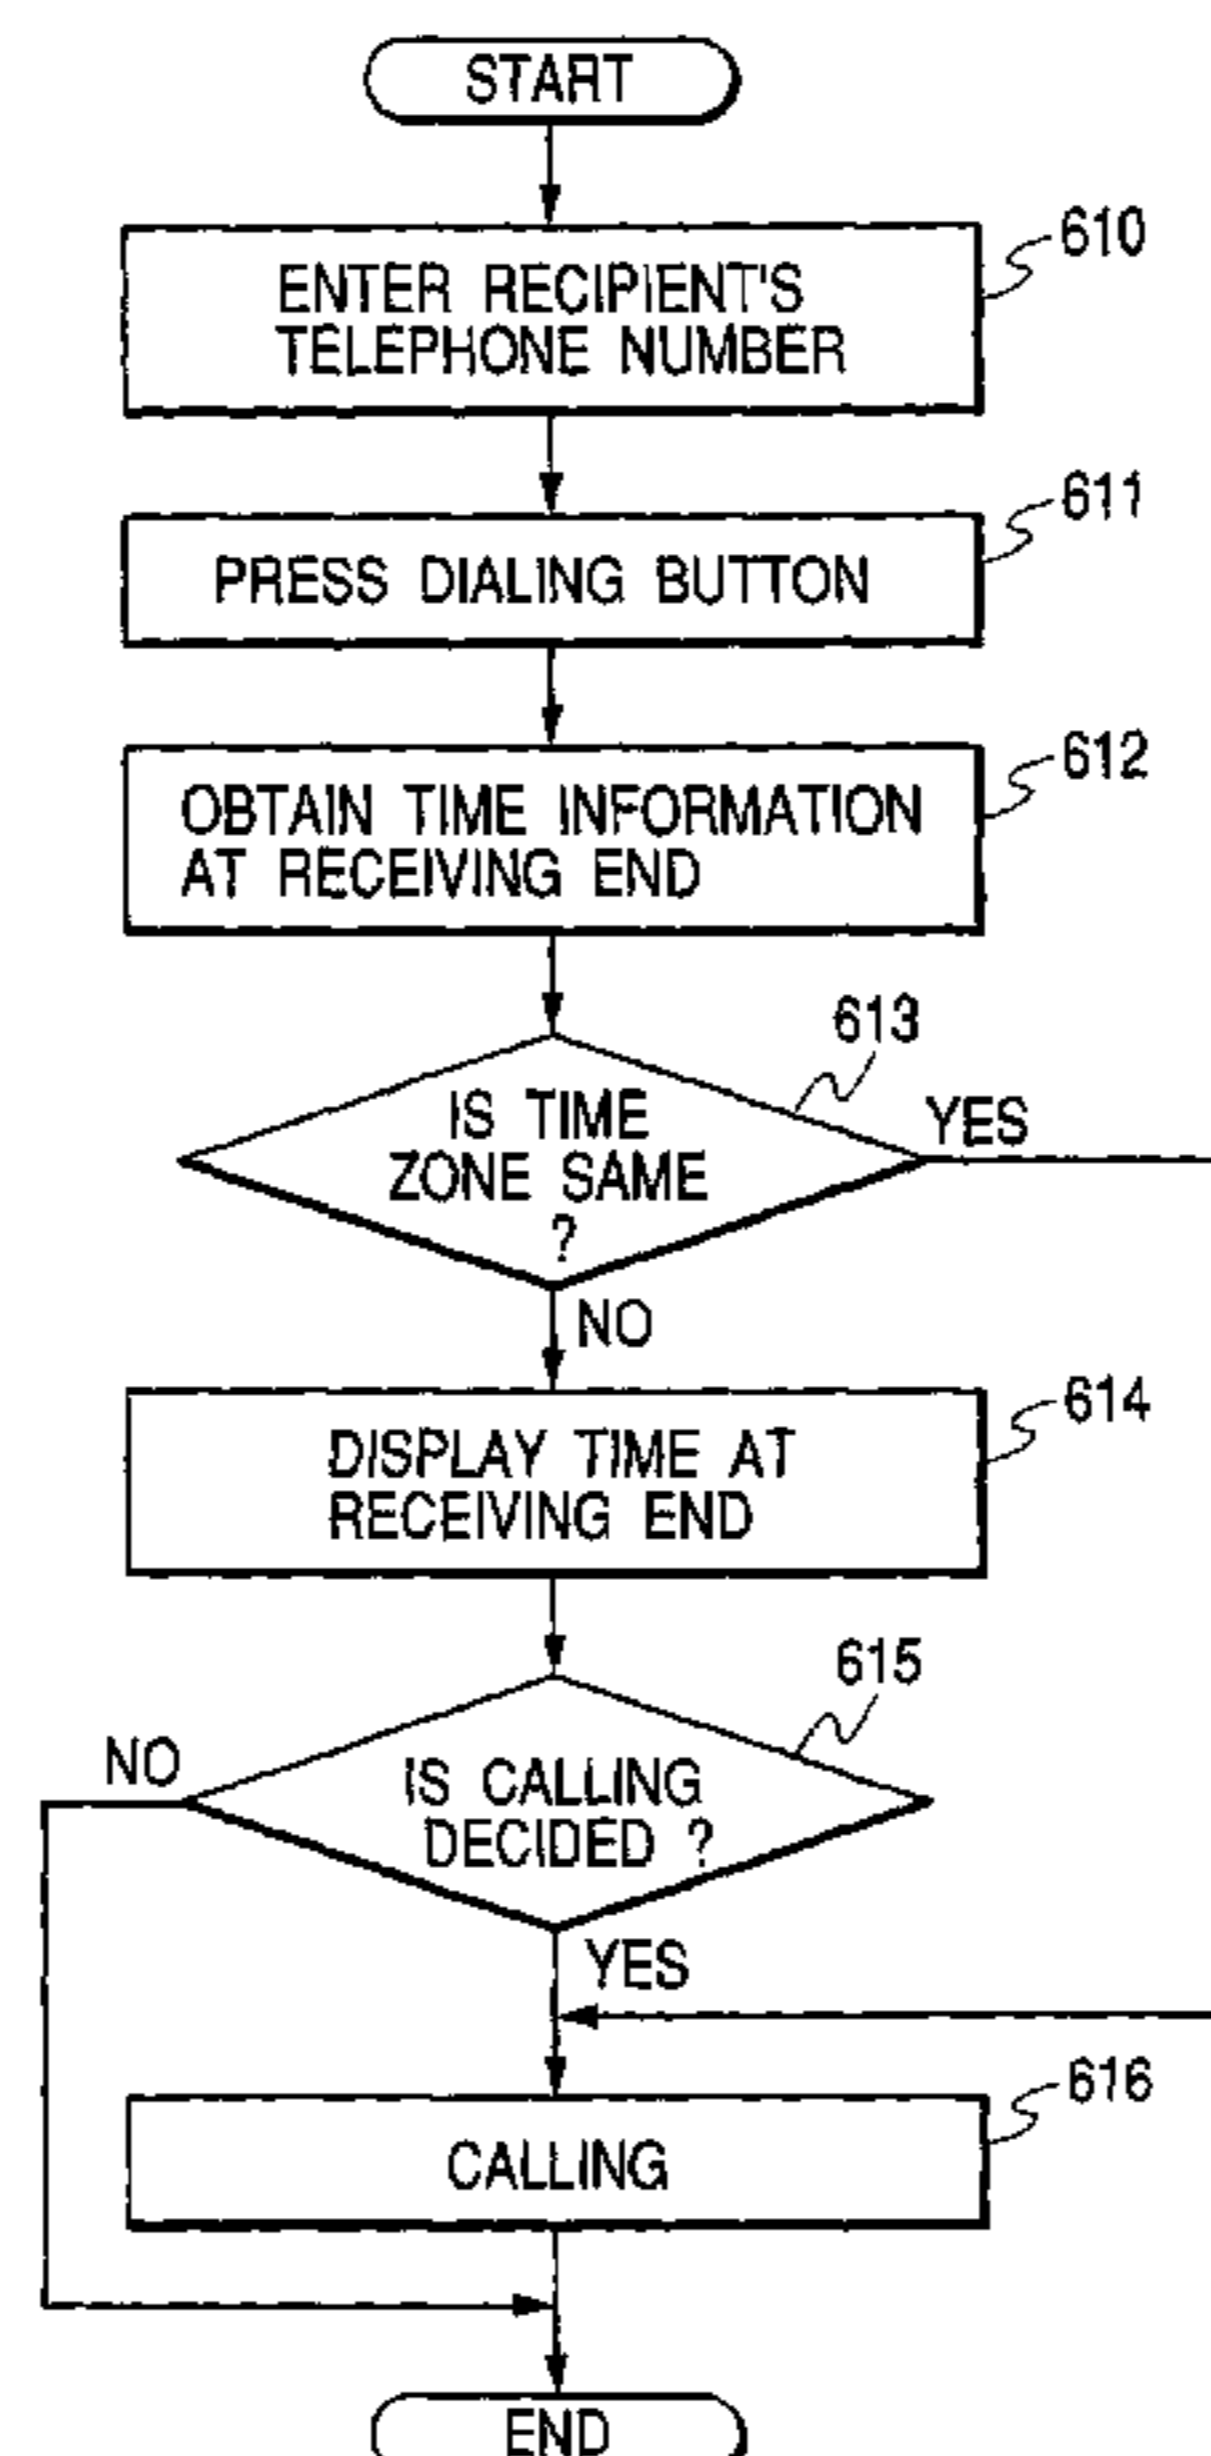 START
610
ENTER RECIPIENT'S
TELEPHONE NUMBER
611
PRESS DIALING BUTTON
612
OBTAIN TIME INFORMATION
AT RECEIVING END
613
IS TIME
ZONE SAME
?
YES
NO
614
DISPLAY TIME AT
RECEIVING END
615
NO
IS CALLING
DECIDED ?
YES
616
CALLING
END